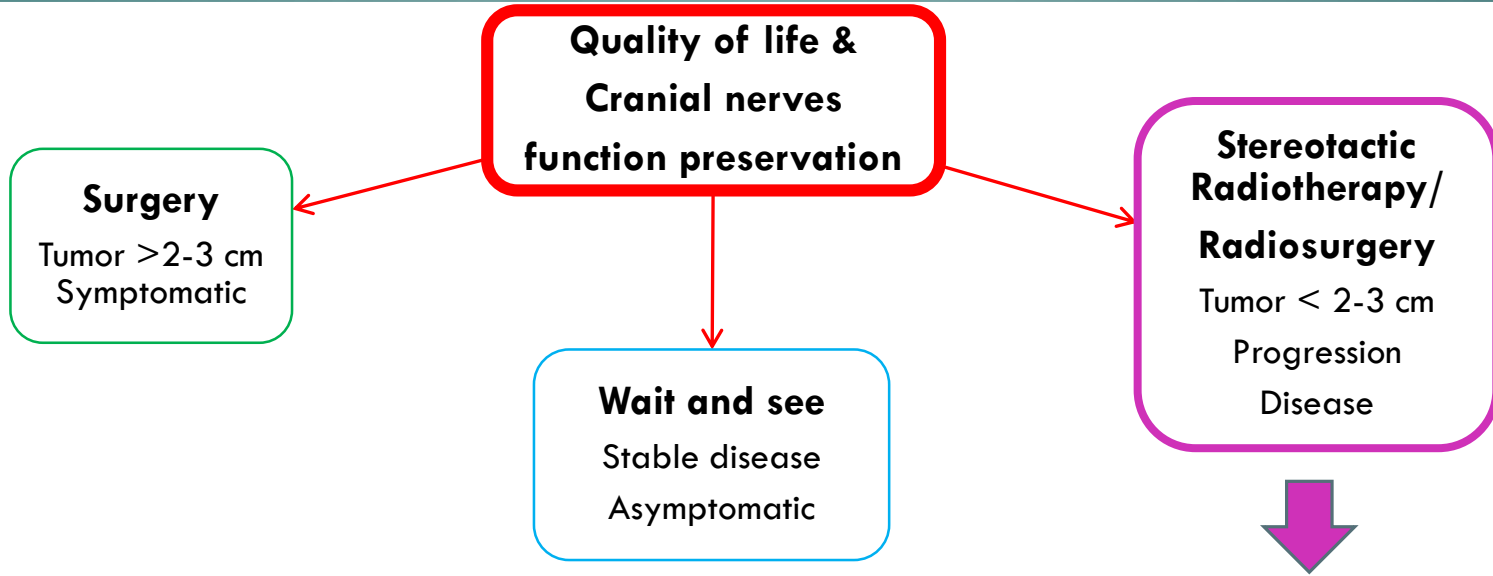 Quality of life &
Cranial nerves
function preservation
Surgery
Tumor >2-3 cm
Symptomatic
Wait and see
Stable disease
Asymptomatic
Stereotactic
Radiotherapy/
Radiosurgery
Tumor < 2-3 cm
Progression
Disease